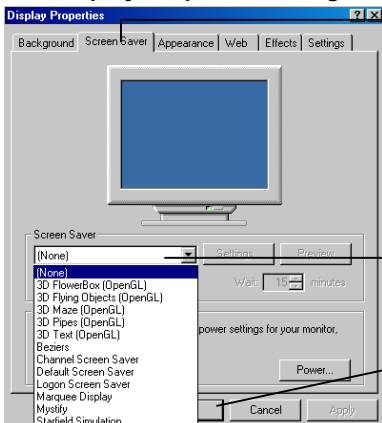 Display Properties
Background Screen Saver Appearance Web Effects Settings
Screen Saver
(None) Settings Preview
(None)
3D FlowerBox (OpenGL)
3D Flying Objects (OpenGL) Wait: 15 minutes
3D Maze (OpenGL)
3D Pipes (OpenGL)
3D Text (OpenGL) power settings for your monitor,
Beziers
Channel Screen Saver
Default Screen Saver
Logon Screen Saver Power...
Marquee Display
Mystify Cancel Apply
Starfield Simulation